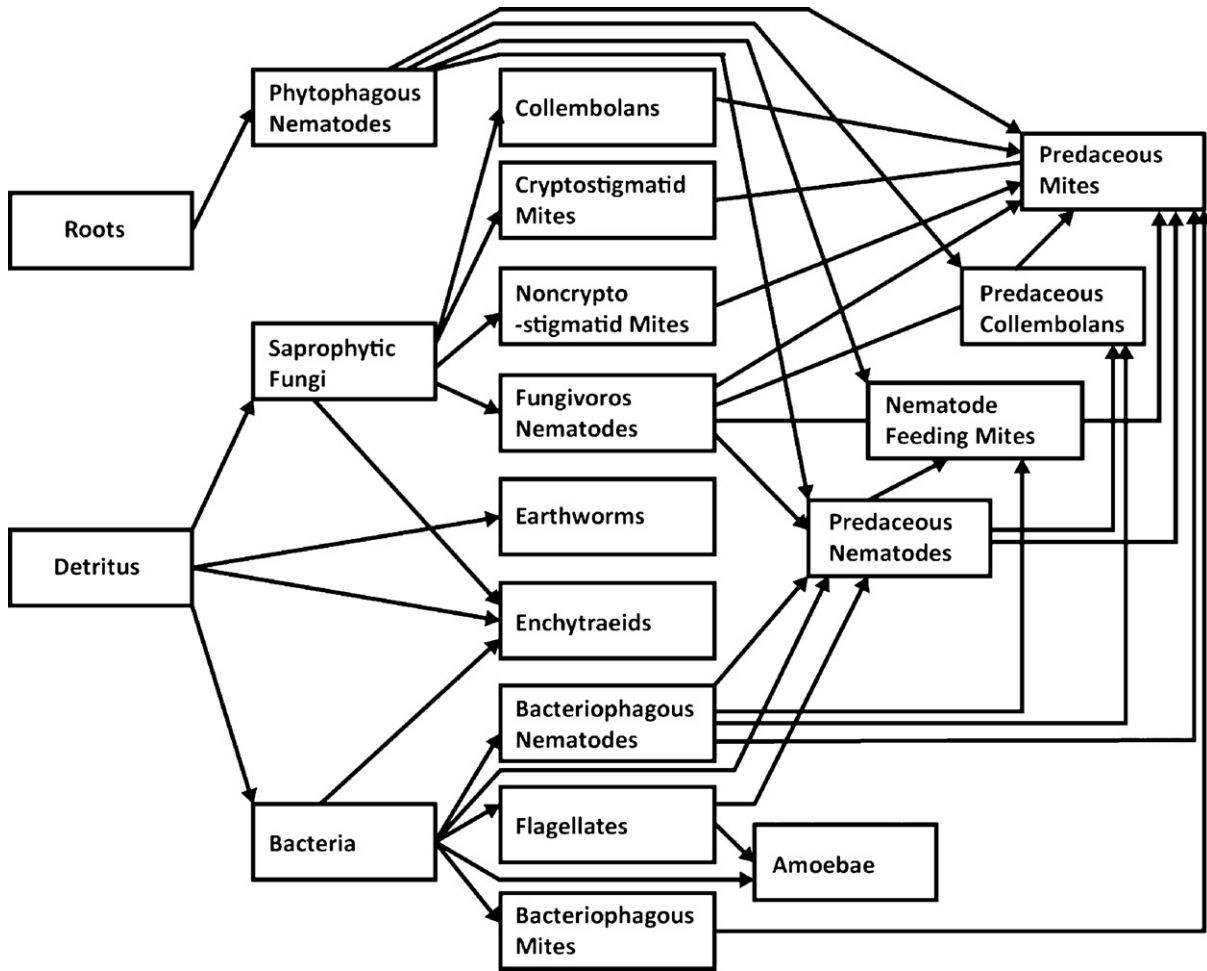 Phytophagous
Nematodes
Collembolans
Predaceous
Mites
Cryptostigmatid
Mites
Roots
Noncrypto
-stigmatid Mites
Predaceous
Collembolans
Saprophytic
Fungi
Fungivoros
Nematodes
Nematode
Feeding Mites
Earthworms
Predaceous
Nematodes
Detritus
Enchytraeids
Bacteriophagous
Nematodes
Flagellates
Bacteria
Amoebae
Bacteriophagous
Mites